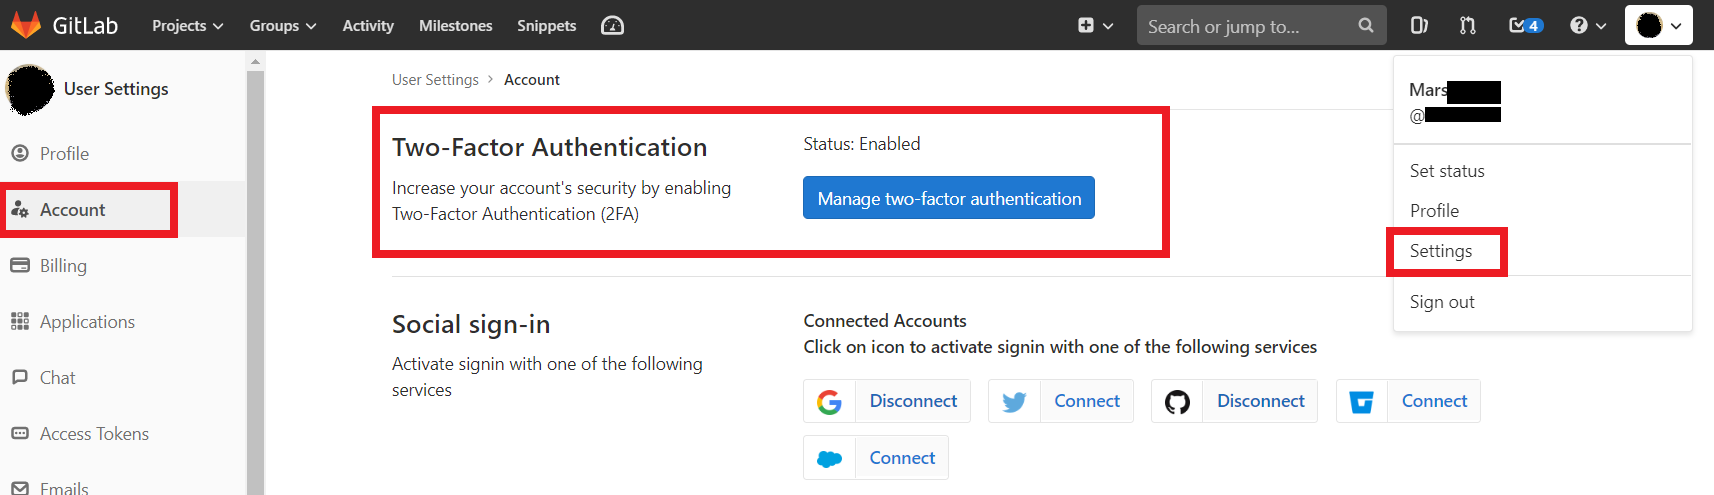 GitLab Projects Groups Activity Milestones Snippets Search or jump to... 4
User Settings
Profile
Account
Billing
Applications
Chat
Access Tokens
Emails
User Settings > Account
Two-Factor Authentication
Increase your account's security by enabling
Two-Factor Authentication (2FA)
Status: Enabled
Manage two-factor authentication
Social sign-in
Activate signin with one of the following
services
Connected Accounts
Click on icon to activate signin with one of the following services
Disconnect Connect Disconnect Connect
Connect
Mars
@
Set status
Profile
Settings
Sign out